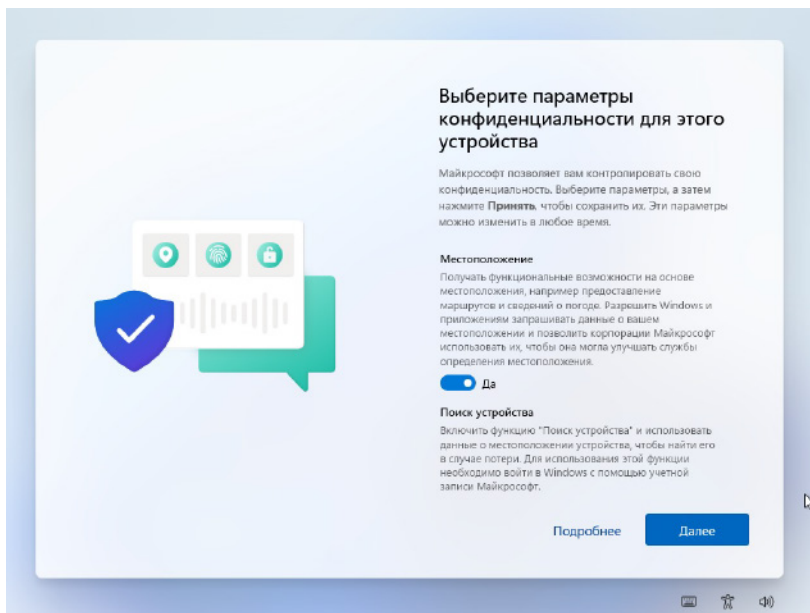 Выберите параметры
конфиденциальности для этого
устройства
Майкрософт позволяет вам контролировать свою
конфиденциальность. Выберите параметры, а затем
нажмите Принять, чтобы сохранить их. Эти параметры
можно изменить в любое время.
Местоположение
Получать функциональные возможности на основе
местоположения, например предоставление
маршрутов и сведений о погоде. Разрешить Windows и
приложениям запрашивать данные о вашем
местоположении и позволить корпорации Майкрософт
использовать их, чтобы она могла улучшать службы
определения местоположения.
Да
Поиск устройства
Включить функцию "Поиск устройства" и использовать
данные о местоположении устройства, чтобы найти его
в случае потери. Для использования этой функции
необходимо войти в Windows с помощью учетной
записи Майкрософт.
Подробнее
Далее